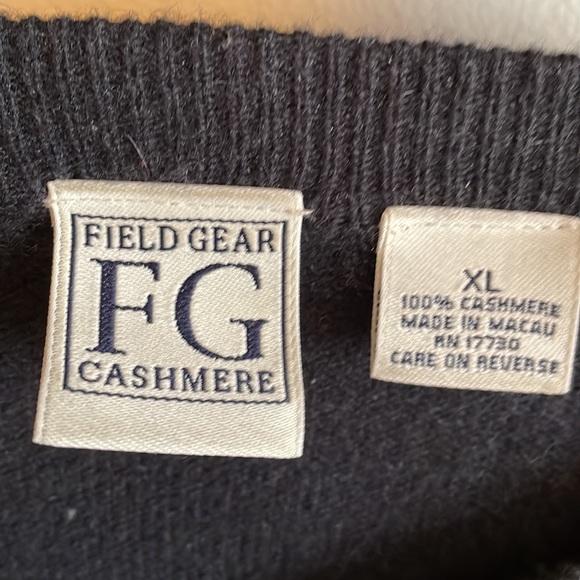 FIELD GEAR
FG
CASHMERE
XL
100% CASHMERE
MADE IN MACAU
RN 17730
CARE ON REVERSE